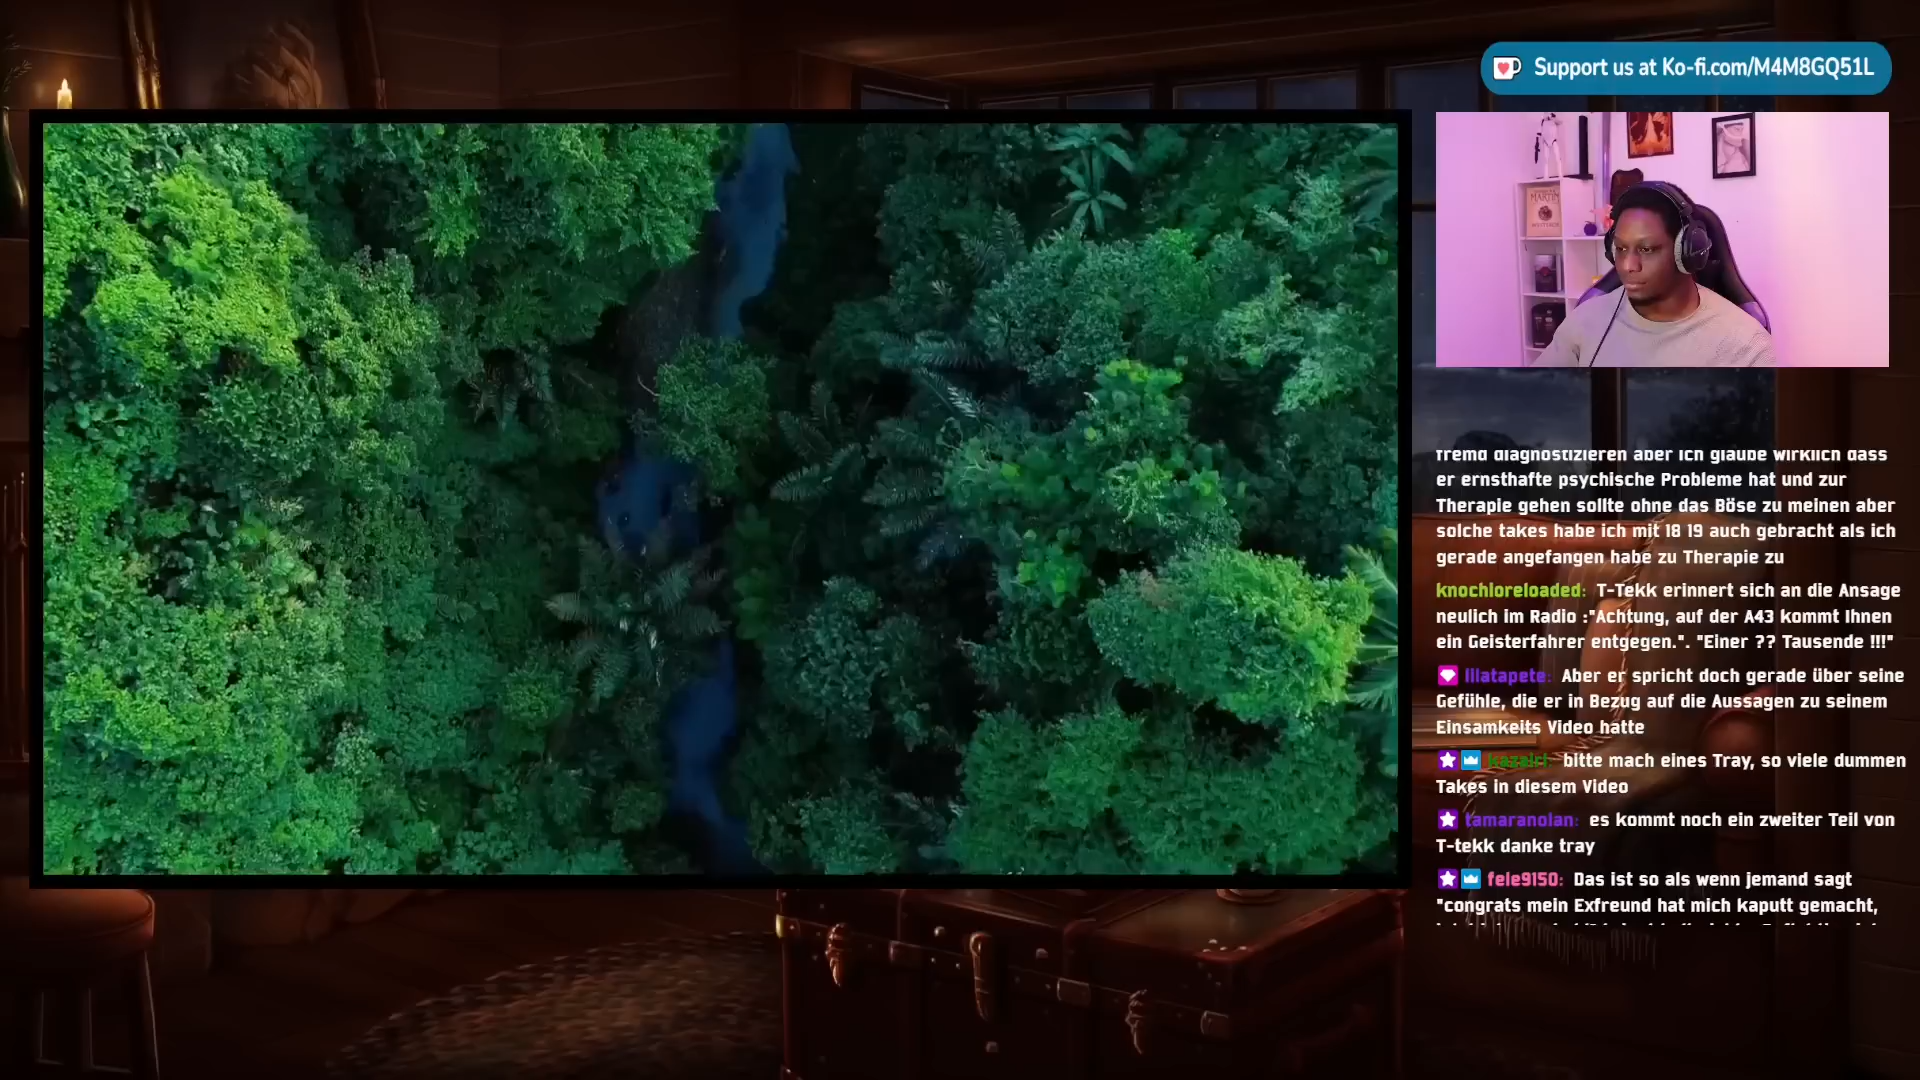 Support us at Ko-fi.com/M4M8GQ51L
MARTIN
fremd diagnostizieren aber ich glaube wirklich dass
er ernsthafte psychische Probleme hat und zur
Therapie gehen sollte ohne das Böse zu meinen aber
solche takes habe ich mit 18 19 auch gebracht als ich
gerade angefangen habe zu Therapie zu
knochloreloaded: T-Tekk erinnert sich an die Ansage
neulich im Radio :"Achtung, auf der A43 kommt Ihnen
ein Geisterfahrer entgegen.". "Einer ?? Tausende !!!"
lilatapete: Aber er spricht doch gerade über seine
Gefühle, die er in Bezug auf die Aussagen zu seinem
Einsamkeits Video hatte
bitte mach eines Tray, so viele dummen
Takes in diesem Video
tamaranolan: es kommt noch ein zweiter Teil von
T-tekk danke tray
fele9150: Das ist so als wenn jemand sagt
"congrats mein Exfreund hat mich kaputt gemacht,